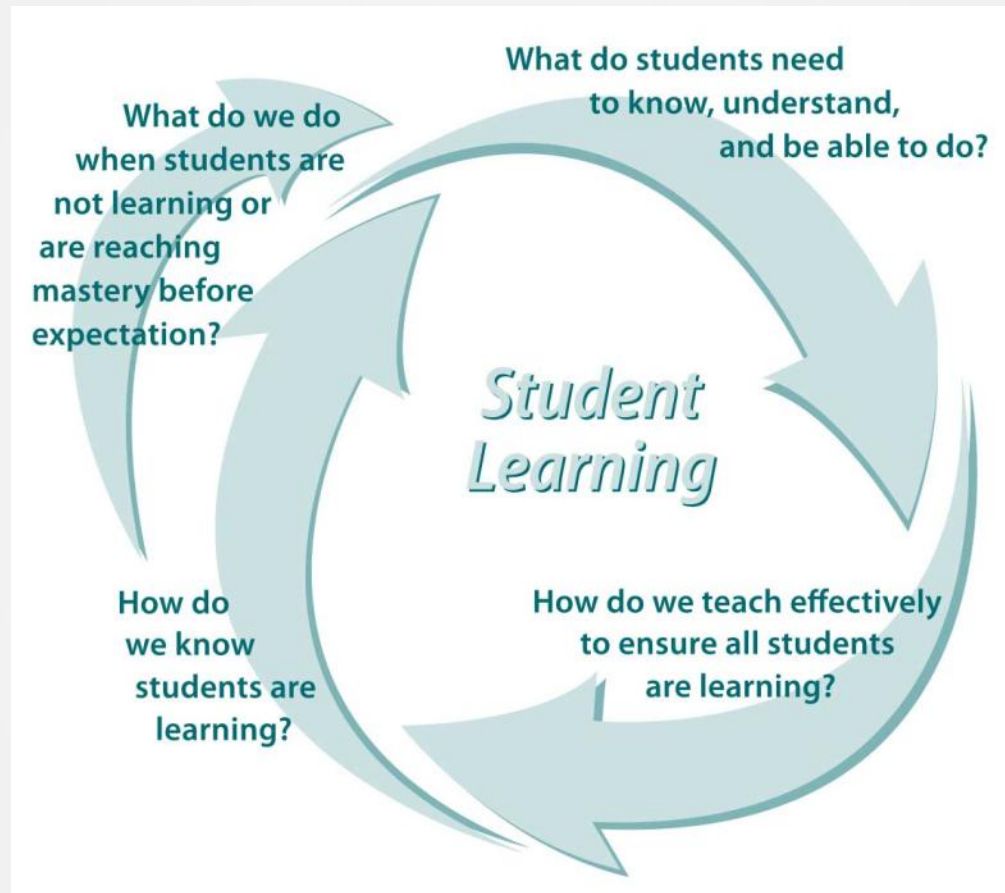 What do students need
to know, understand,
and be able to do?
What do we do
when students are
not learning or
are reaching
mastery before
expectation?
Student
Learning
How do
we know
students are
learning?
How do we teach effectively
to ensure all students
are learning?